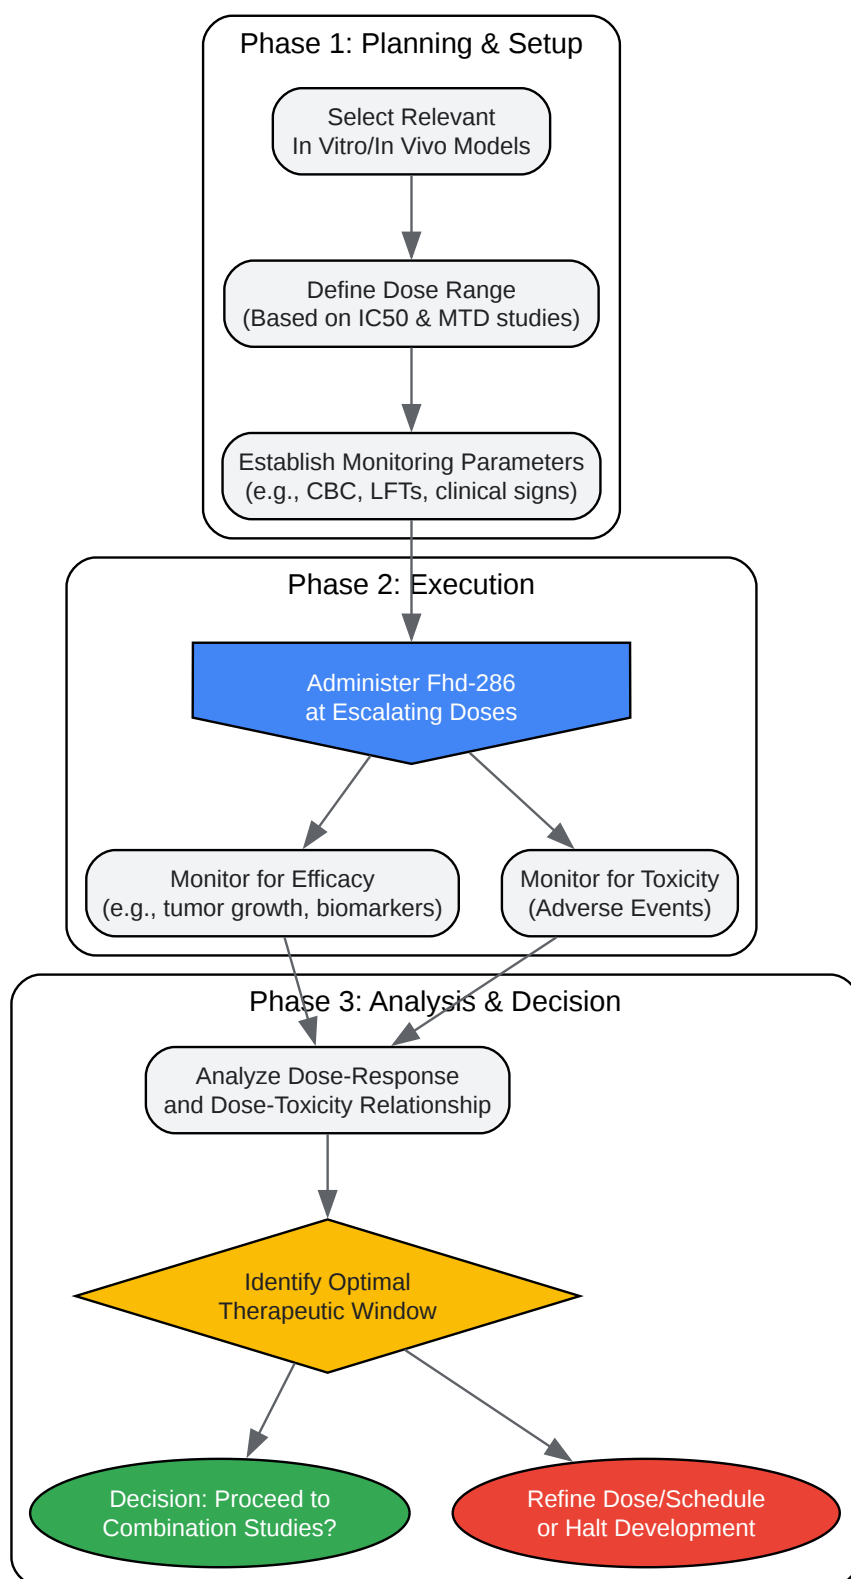 Phase 1: Planning & Setup
Select Relevant
In Vitro/In Vivo Models
Define Dose Range
(Based on IC50 & MTD studies)
Establish Monitoring Parameters
(e.g., CBC, LFTs, clinical signs)
Phase 2: Execution
Administer Fhd-286
at Escalating Doses
Monitor for Efficacy
(e.g., tumor growth, biomarkers)
Monitor for Toxicity
(Adverse Events)
Phase 3: Analysis & Decision
Analyze Dose-Response
and Dose-Toxicity Relationship
Identify Optimal
Therapeutic Window
Decision: Proceed to
Combination Studies?
Refine Dose/Schedule
or Halt Development